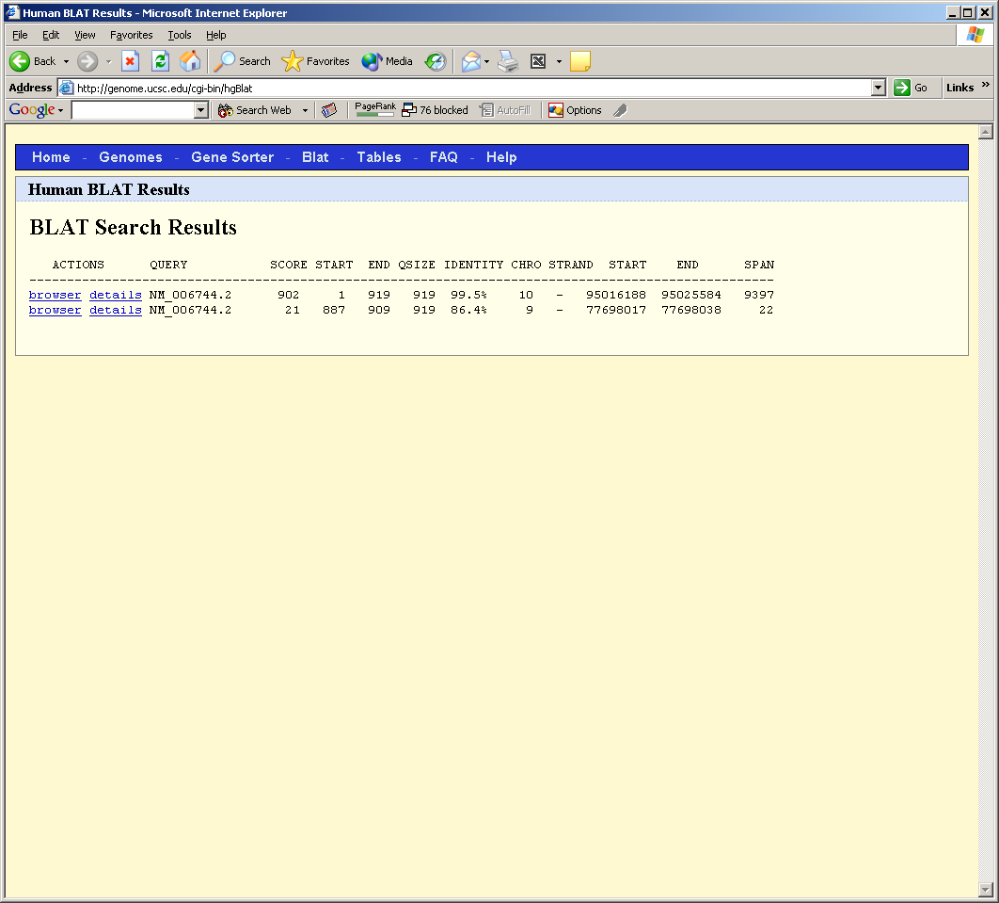 Human BLAT Results - Microsoft Internet Explorer
File Edit View Favorites Tools Help
Back Search Favorites Media
Address http://genome.ucsc.edu/cgi-bin/hgBlat Go Links »
Google Search Web PageRank 76 blocked AutoFill Options
Home - Genomes - Gene Sorter - Blat - Tables - FAQ - Help
Human BLAT Results
BLAT Search Results
ACTIONS QUERY SCORE START END QSIZE IDENTITY CHRO STRAND START END SPAN
---------------------------------------------------------------------------------------------------
browser details NM_006744.2 902 1 919 919 99.5% 10 - 95016188 95025584 9397
browser details NM_006744.2 21 887 909 919 86.4% 9 - 77698017 77698038 22